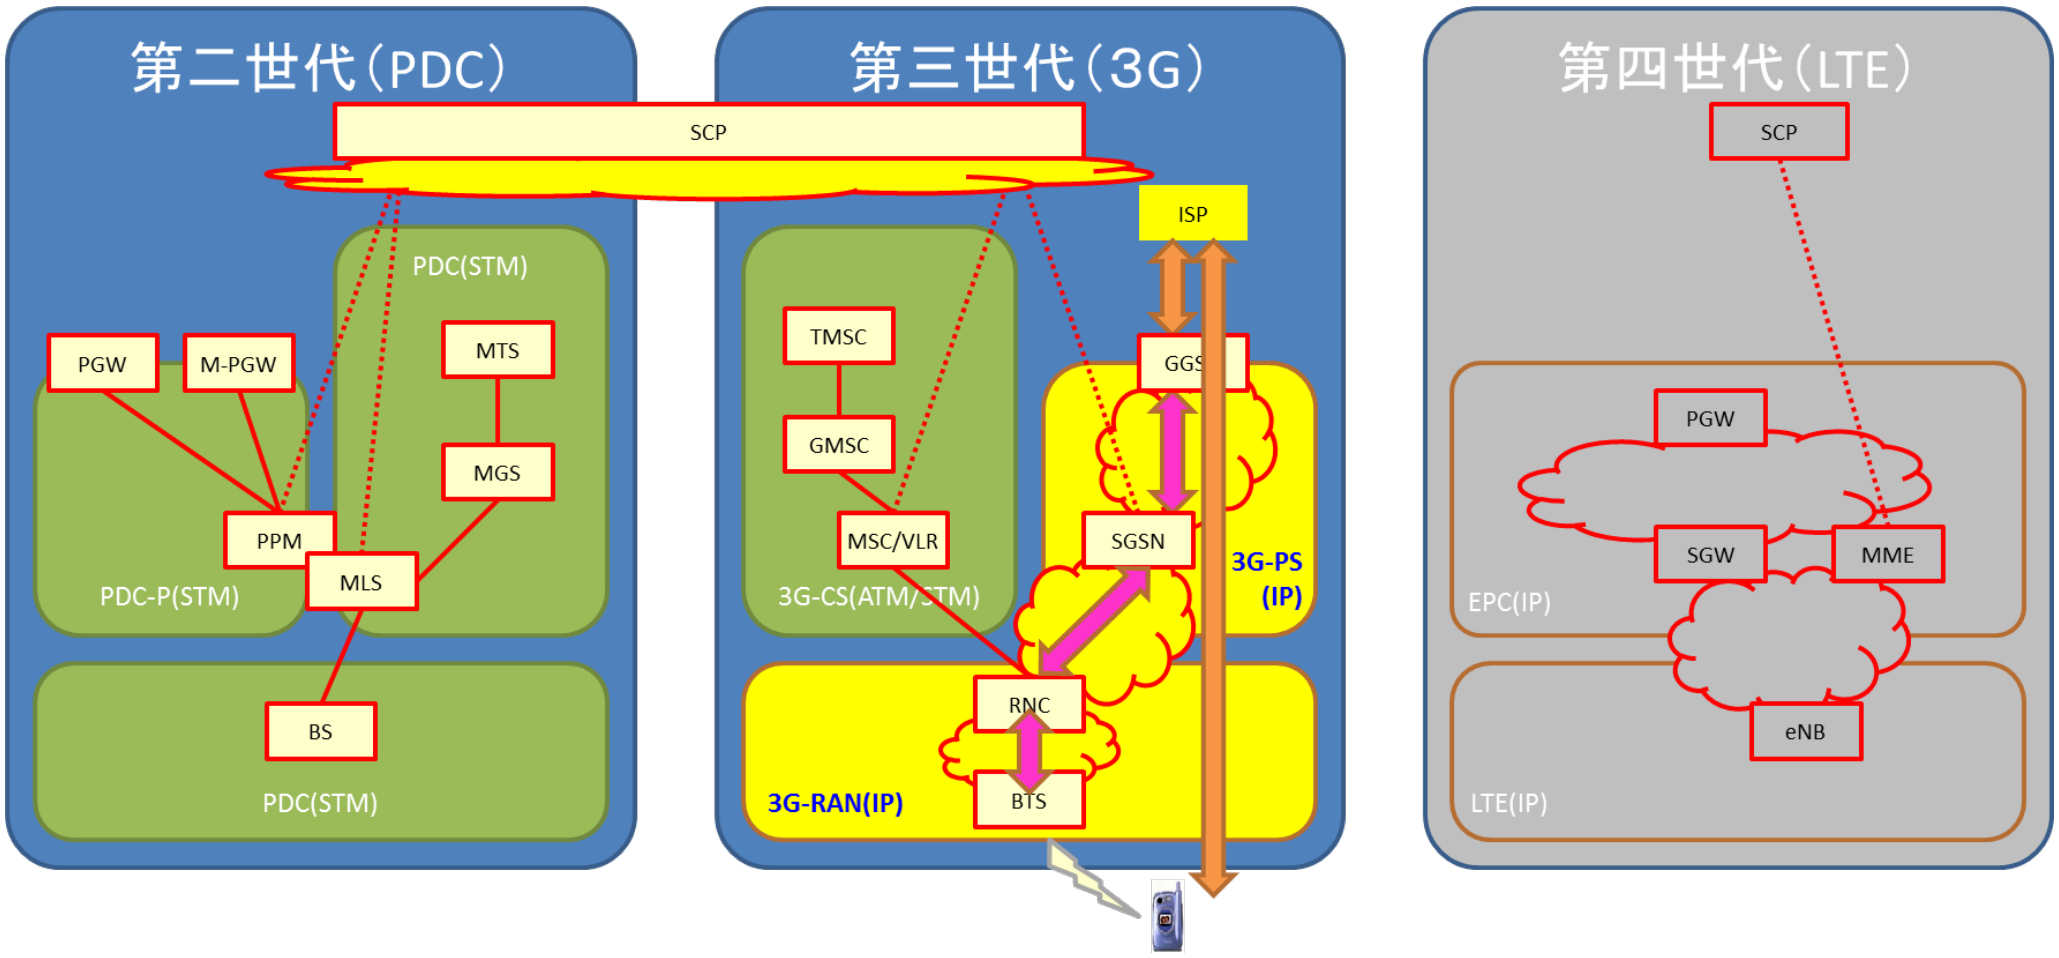 第二世代（PDC）
第三世代（３G）
第四世代（LTE）
SCP
SCP
ISP
PDC(STM)
PGW
M-PGW
MTS
MGS
PPM
MLS
PDC-P(STM)
BS
PDC(STM)
TMSC
GMSC
MSC/VLR
3G-CS(ATM/STM)
GGS
SGSN
3G-PS
(IP)
RNC
BTS
3G-RAN(IP)
PGW
SGW
MME
EPC(IP)
eNB
LTE(IP)